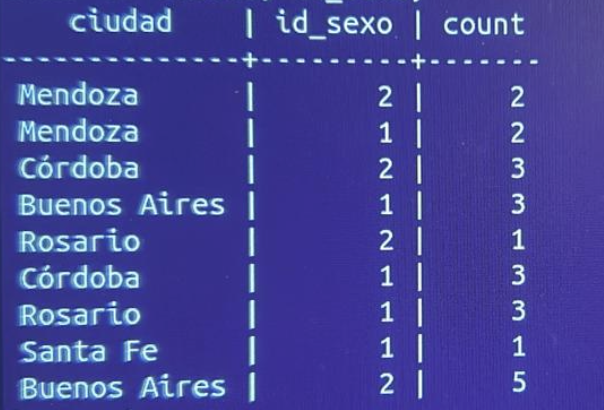 ciudad | id_sexo | count
--------------+---------+-------
Mendoza | 2 | 2
Mendoza | 1 | 2
Córdoba | 2 | 3
Buenos Aires | 1 | 3
Rosario | 2 | 1
Córdoba | 1 | 3
Rosario | 1 | 3
Santa Fe | 1 | 1
Buenos Aires | 2 | 5